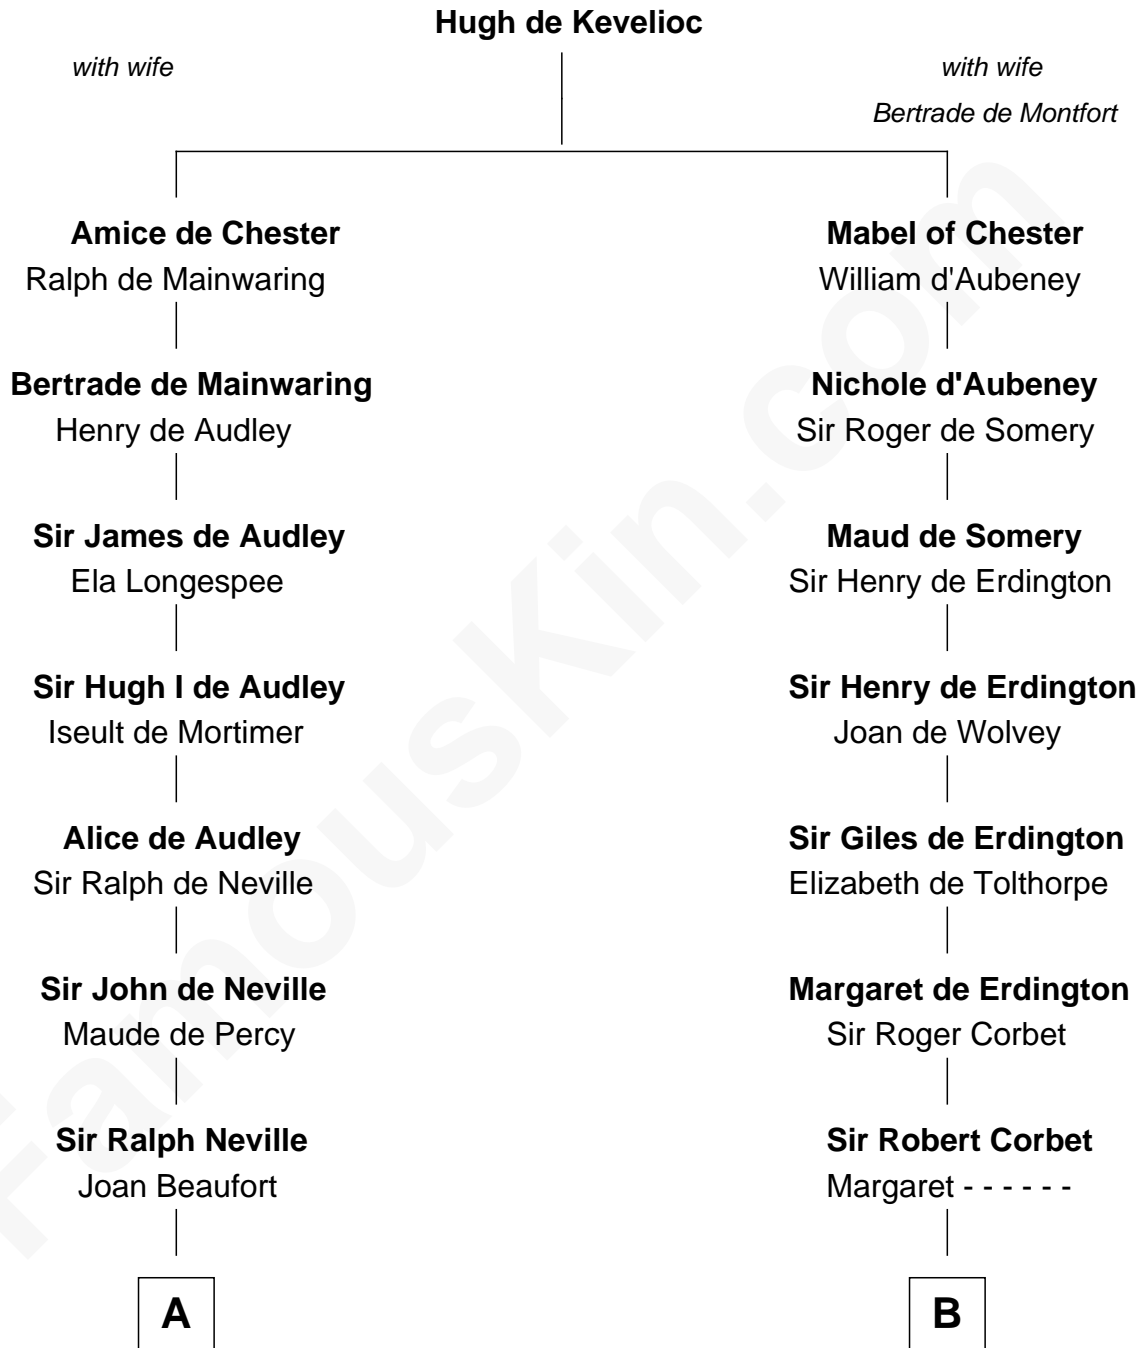 Hugh de Kevelioc
with wife
with wife
Bertrade de Montfort
Amice de Chester
Ralph de Mainwaring
Mabel of Chester
William d'Aubeney
Bertrade de Mainwaring
Henry de Audley
Nichole d'Aubeney
Sir Roger de Somery
Sir James de Audley
Ela Longespee
Maud de Somery
Sir Henry de Erdington
Sir Hugh I de Audley
Iseult de Mortimer
Sir Henry de Erdington
Joan de Wolvey
Alice de Audley
Sir Ralph de Neville
Sir Giles de Erdington
Elizabeth de Tolthorpe
Sir John de Neville
Maude de Percy
Margaret de Erdington
Sir Roger Corbet
Sir Ralph Neville
Joan Beaufort
Sir Robert Corbet
Margaret - - - - - -
A
B
FamousKin.com